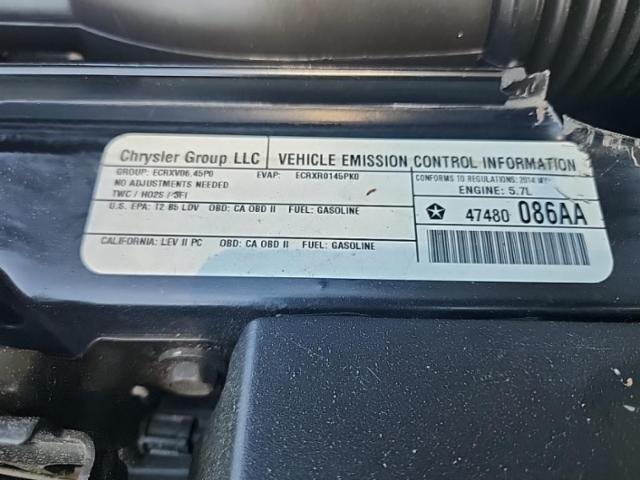 Chrysler Group LLC VEHICLE EMISSION CONTROL INFORMATION
GROUP: ECRXV06.45P0 EVAP: ECRXR0145PK0 CONFORMS TO REGULATIONS: 2014 MY
NO ADJUSTMENTS NEEDED ENGINE: 5.7L
TWC / HO2S / SFI
U.S. EPA: T2 B5 LDV OBD: CA OBD II FUEL: GASOLINE 47480 086AA
CALIFORNIA: LEV II PC OBD: CA OBD II FUEL: GASOLINE